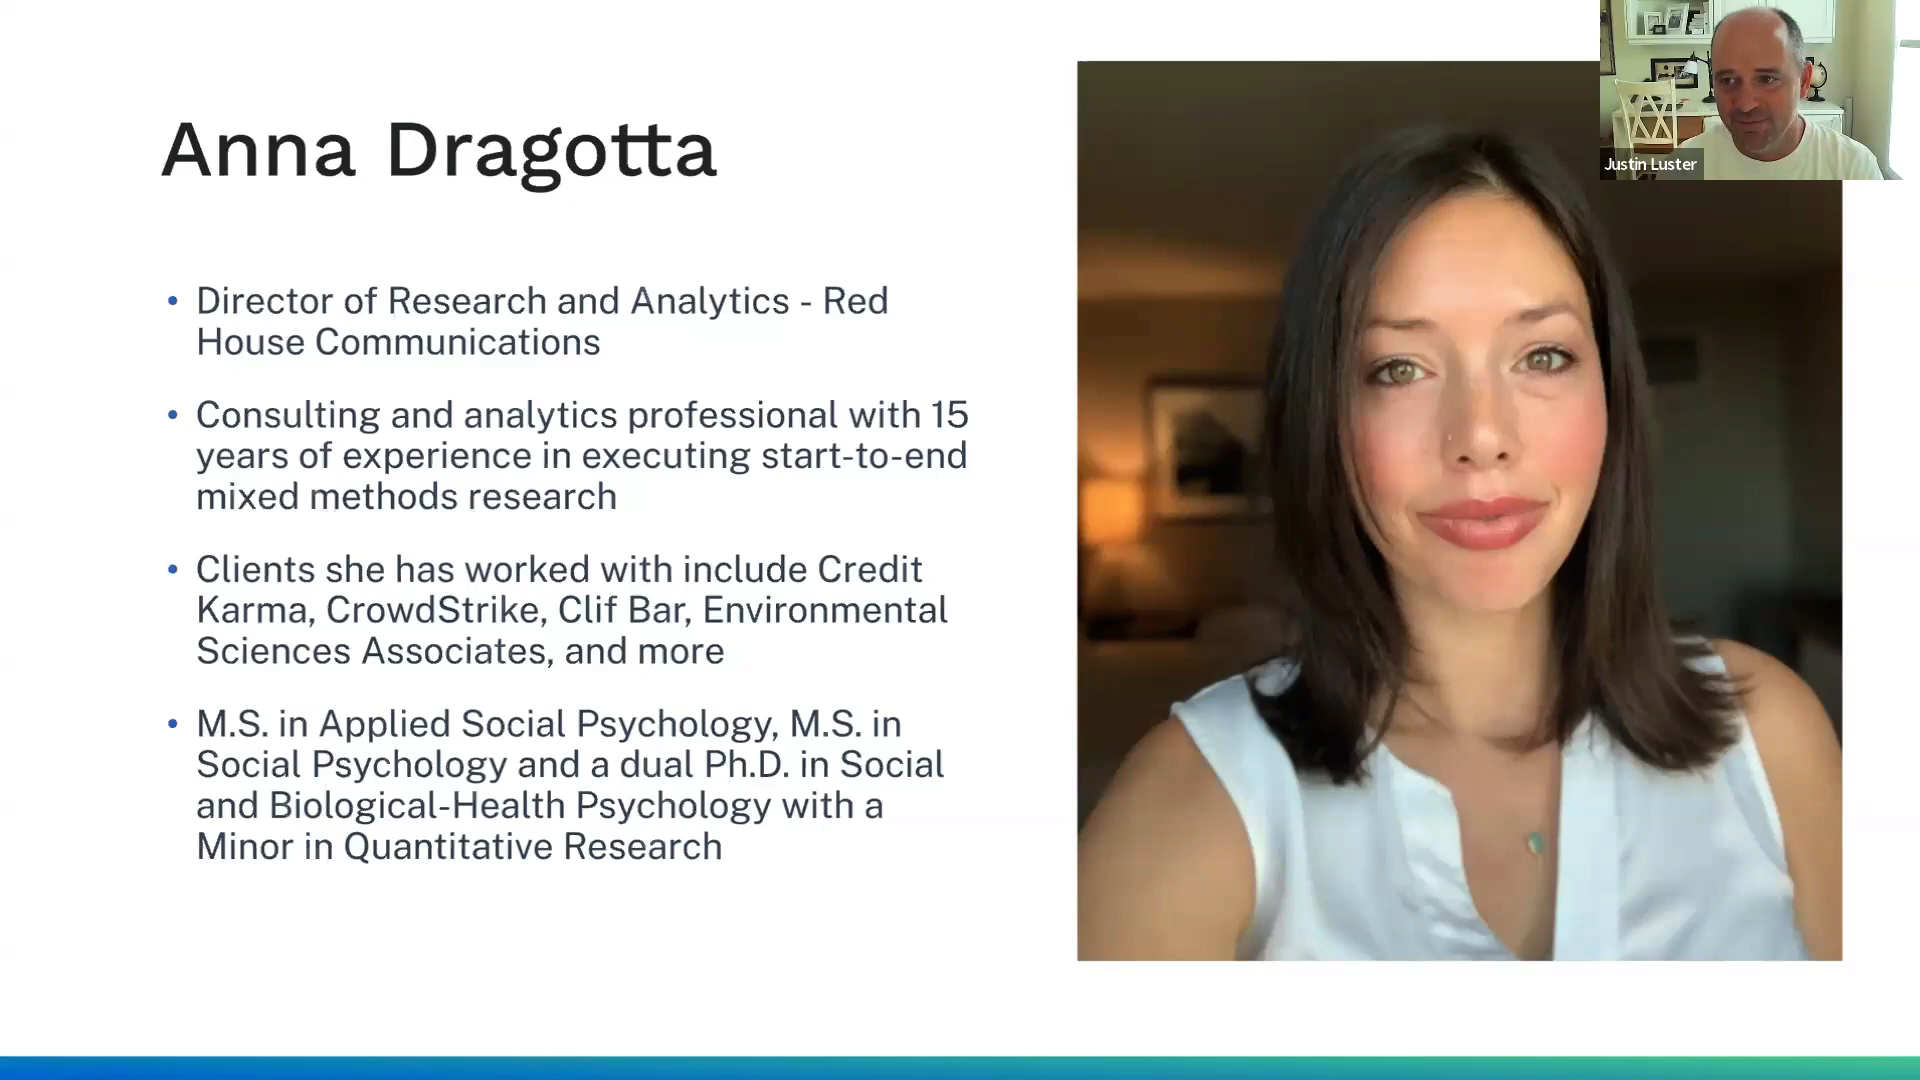 Anna Dragotta
Justin Luster
• Director of Research and Analytics - Red
House Communications
• Consulting and analytics professional with 15
years of experience in executing start-to-end
mixed methods research
• Clients she has worked with include Credit
Karma, CrowdStrike, Clif Bar, Environmental
Sciences Associates, and more
• M.S. in Applied Social Psychology, M.S. in
Social Psychology and a dual Ph.D. in Social
and Biological-Health Psychology with a
Minor in Quantitative Research